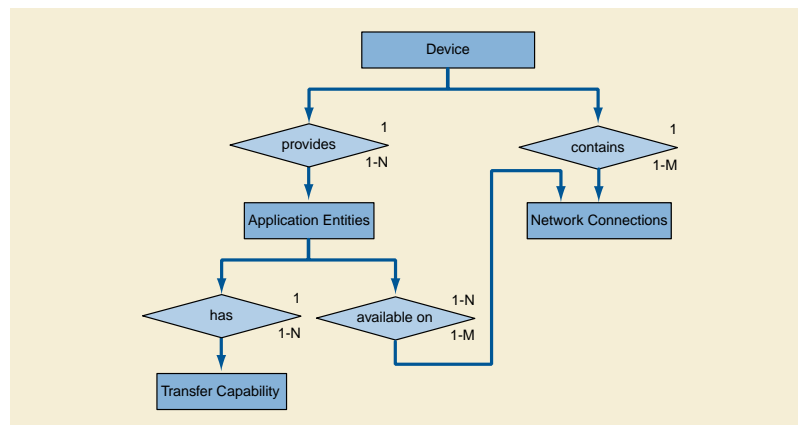 Device
1
1
provides
contains
1-N
1-M
Application Entities
Network Connections
1
1-N
has
available on
1-N
1-M
Transfer Capability